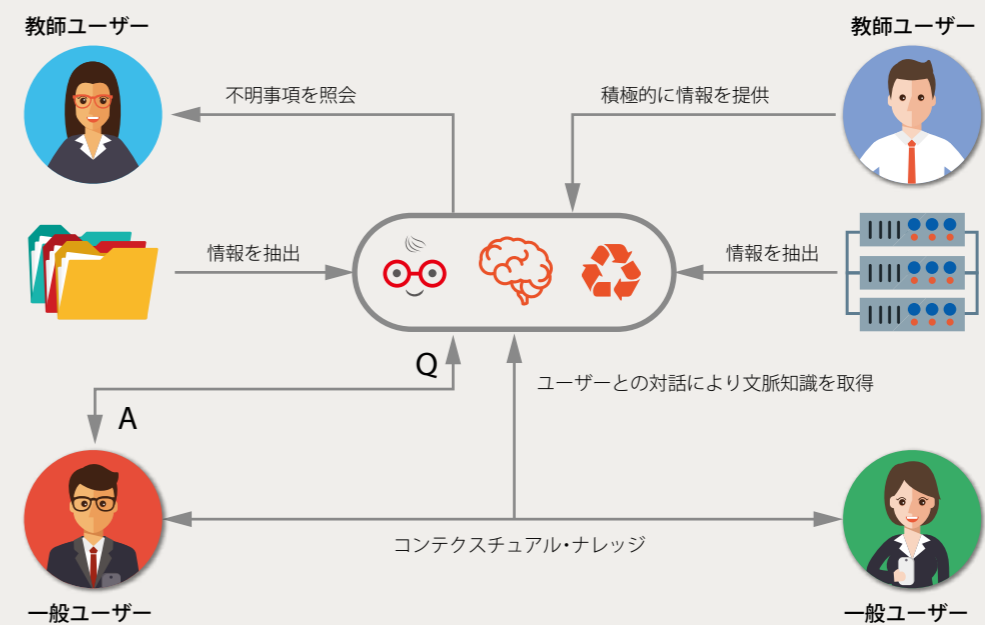 教師ユーザー
教師ユーザー
不明事項を照会
積極的に情報を提供
情報を抽出
情報を抽出
Q
ユーザーとの対話により文脈知識を取得
A
コンテクスチュアル・ナレッジ
一般ユーザー
一般ユーザー